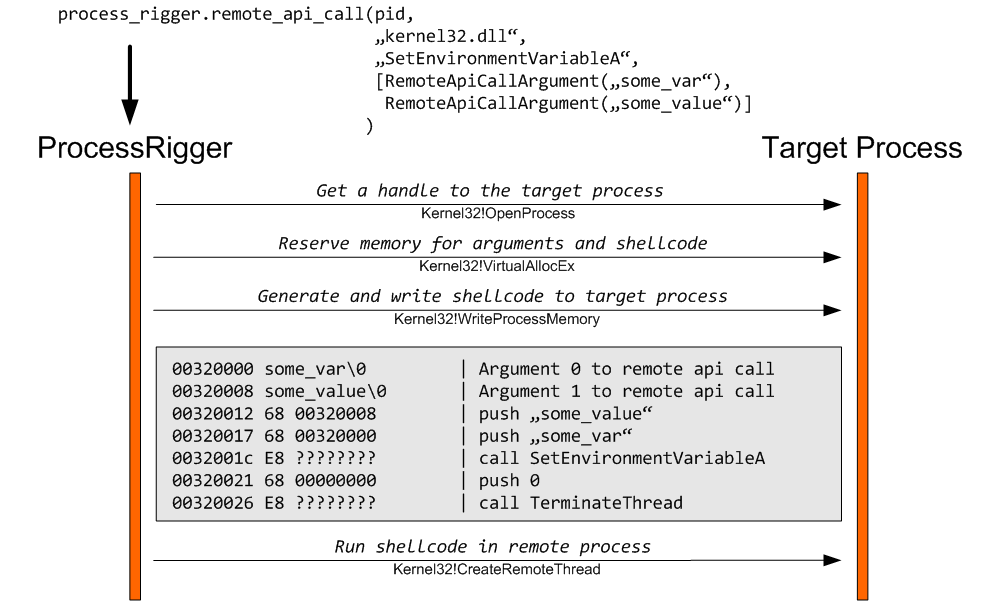 process_rigger.remote_api_call(pid,
„kernel32.dll“,
„SetEnvironmentVariableA“,
[RemoteApiCallArgument(„some_var“),
RemoteApiCallArgument(„some_value“)]
)
ProcessRigger
Target Process
Get a handle to the target process
Kernel32!OpenProcess
Reserve memory for arguments and shellcode
Kernel32!VirtualAllocEx
Generate and write shellcode to target process
Kernel32!WriteProcessMemory
00320000 some_var\0 | Argument 0 to remote api call
00320008 some_value\0 | Argument 1 to remote api call
00320012 68 00320008 | push „some_value“
00320017 68 00320000 | push „some_var“
0032001c E8 ???????? | call SetEnvironmentVariableA
00320021 68 00000000 | push 0
00320026 E8 ???????? | call TerminateThread
Run shellcode in remote process
Kernel32!CreateRemoteThread